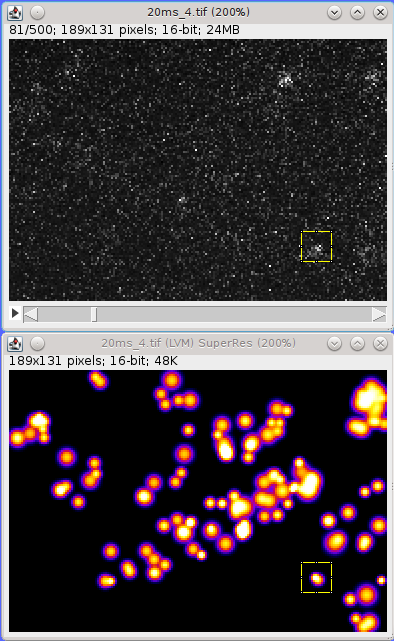 20ms_4.tif (200%)
81/500; 189x131 pixels; 16-bit; 24MB
20ms_4.tif (LVM) SuperRes (200%)
189x131 pixels; 16-bit; 48K